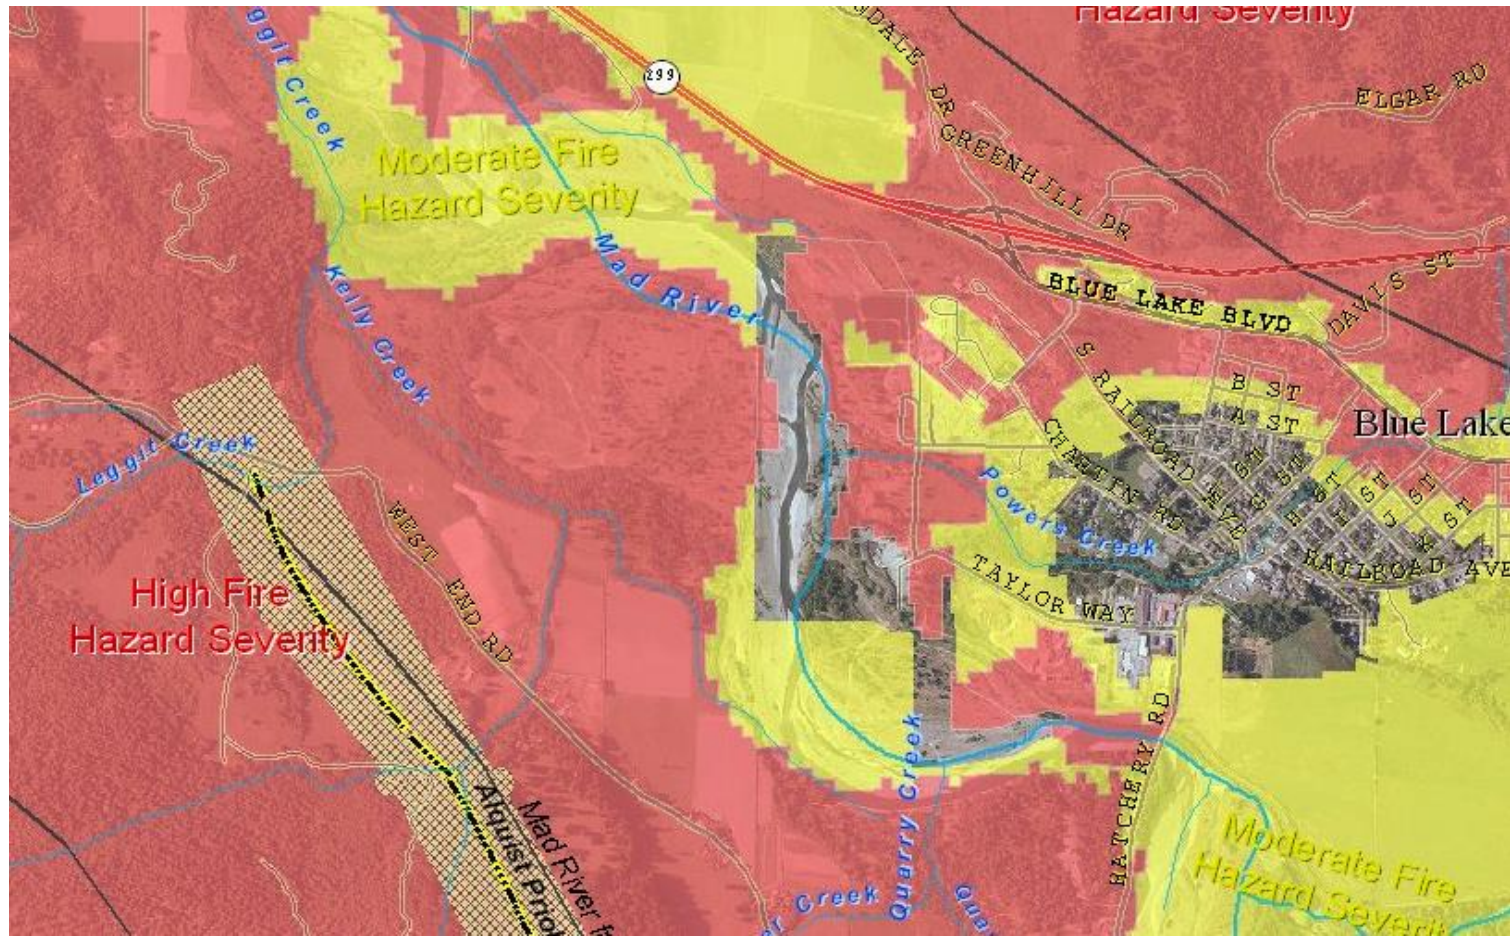 Hazard Severity
299
DALE DR
ELGAR RD
GREENHILL DR
Creek
Moderate Fire
Hazard Severity
Mad River
Kelly Creek
BLUE LAKE BLVD
DAVIS ST
S RAILROAD AVE
B ST
A ST
Blue Lake
CHARTIN RD
Leggit Creek
Powers Creek
WEST END RD
RAILROAD AVE
TAYLOR WAY
High Fire
Hazard Severity
HATCHERY RD
Quarry Creek
Alquist
Mad River
Moderate Fire
Hazard
Creek